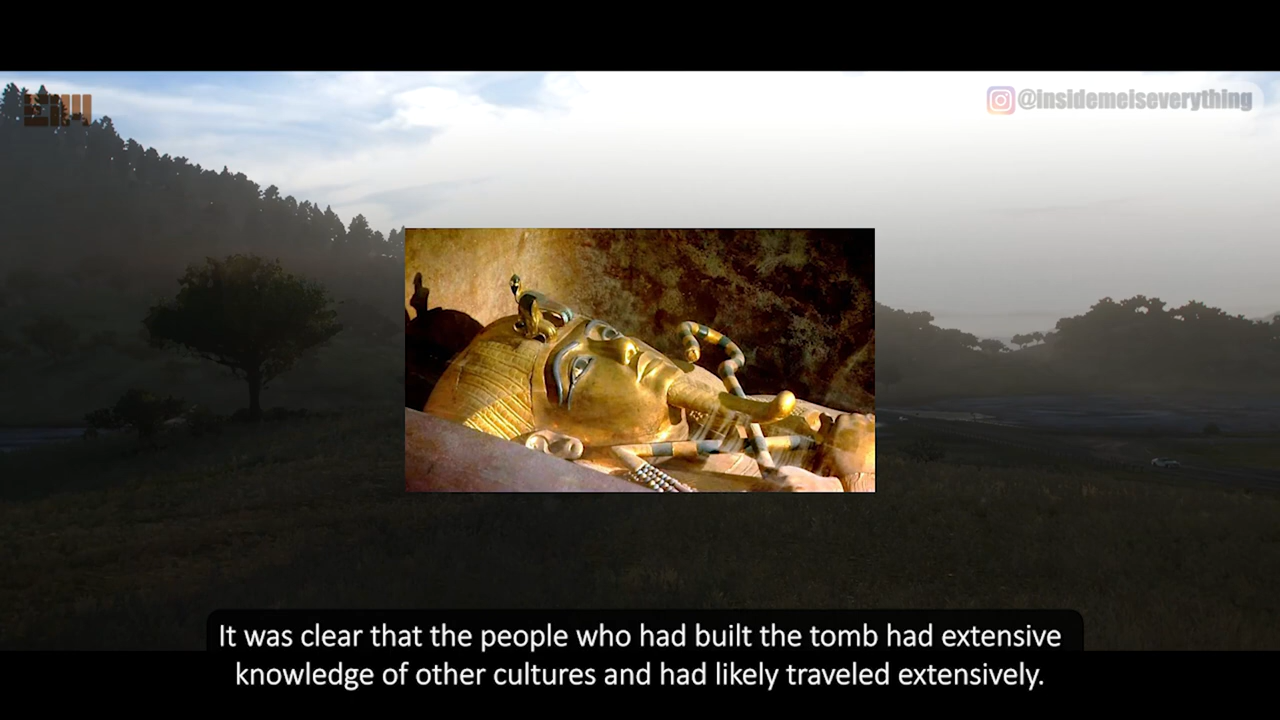 @insidemeiseverything
It was clear that the people who had built the tomb had extensive
knowledge of other cultures and had likely traveled extensively.